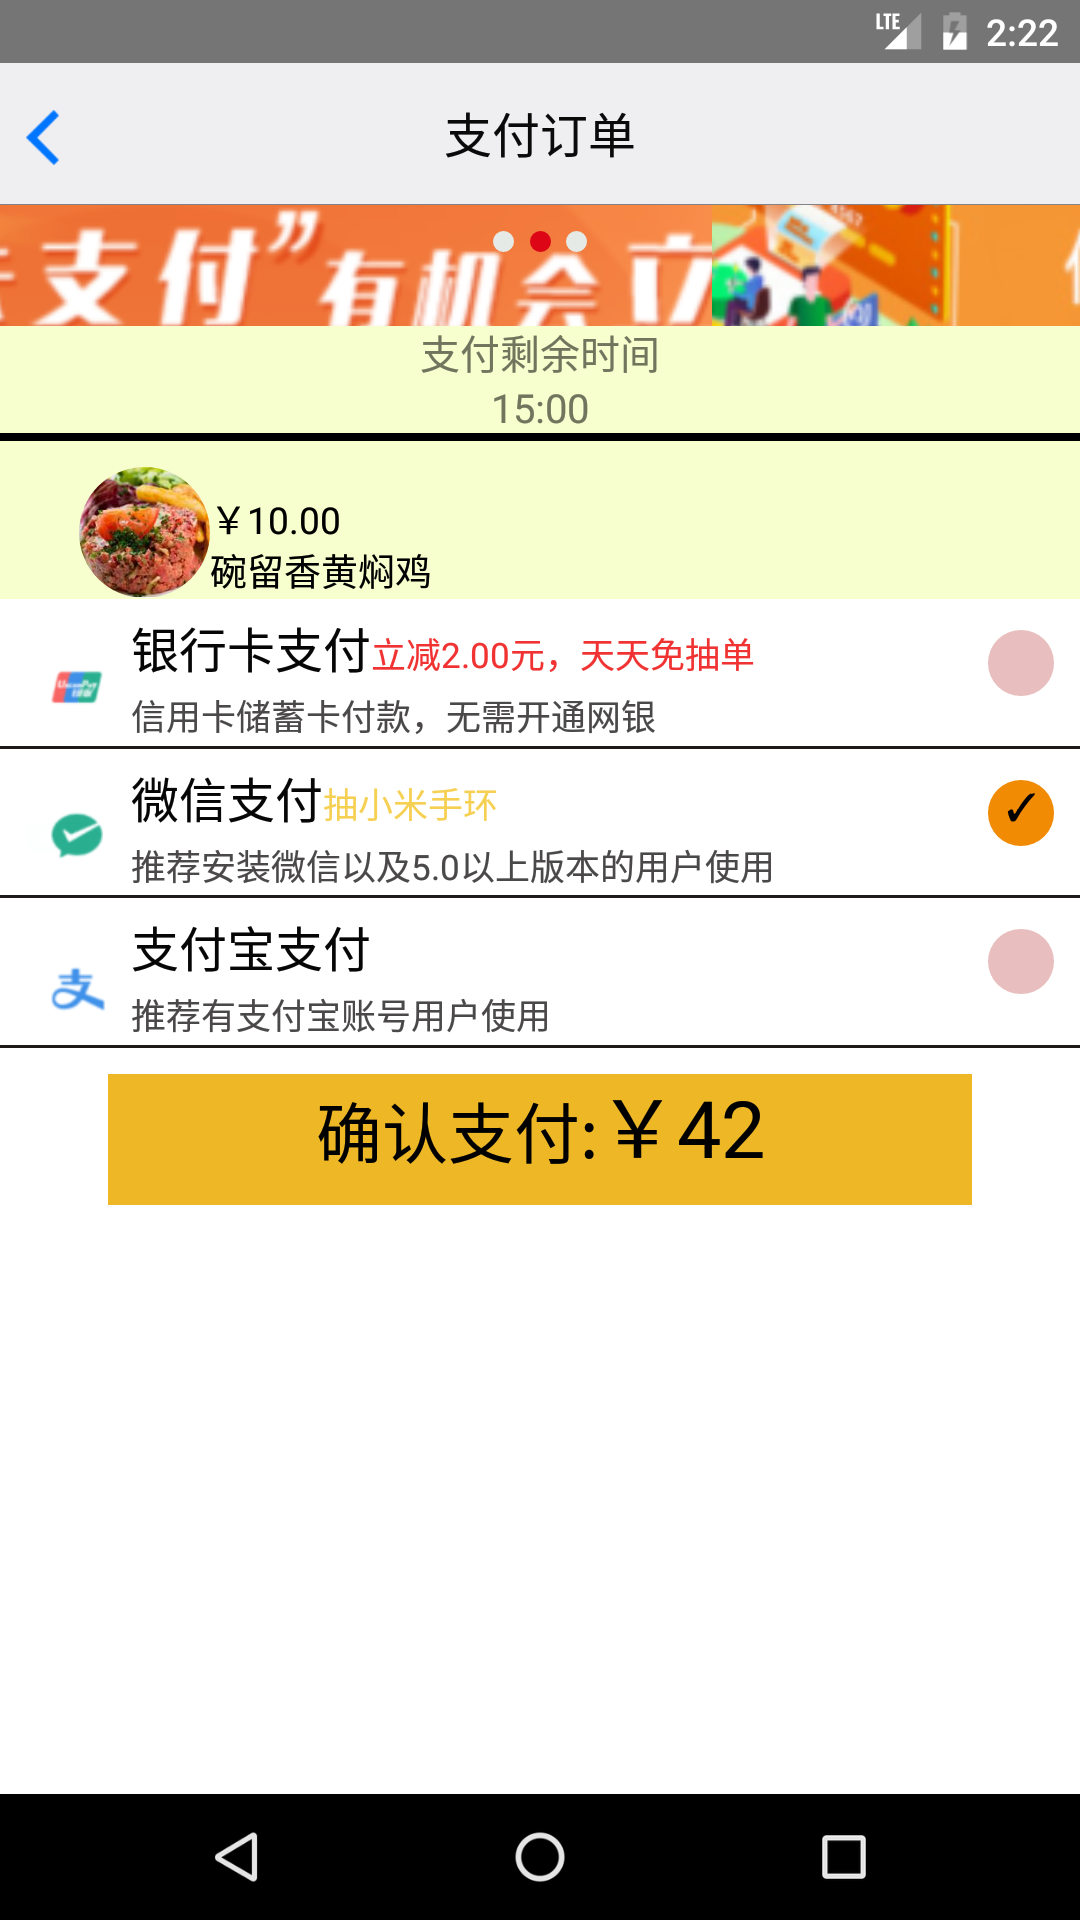 LTE 2:22
支付订单
支付”有机会立
支付剩余时间
15:00
￥10.00
碗留香黄焖鸡
银行卡支付立减2.00元，天天免抽单
UnionPay
信用卡储蓄卡付款，无需开通网银
微信支付抽小米手环
✓
推荐安装微信以及5.0以上版本的用户使用
支付宝支付
支
推荐有支付宝账号用户使用
确认支付:￥42